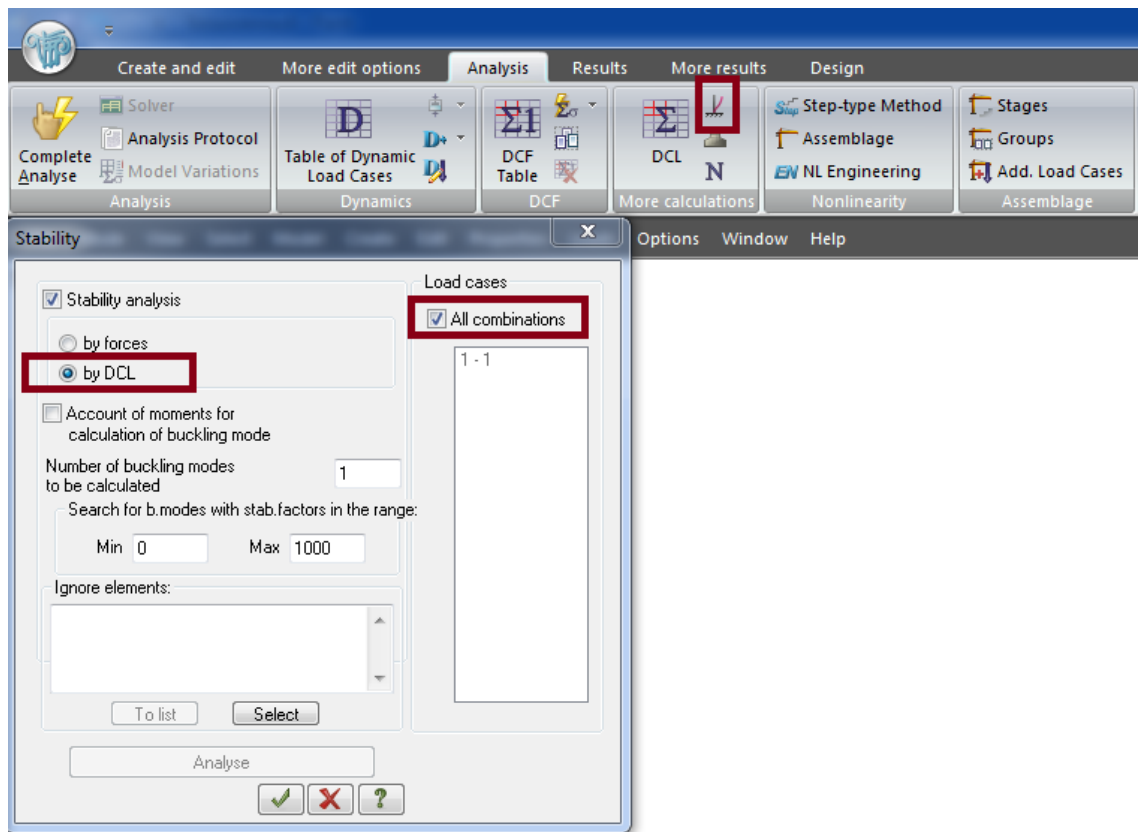 Create and edit More edit options Analysis Results More results Design
Solver
Analysis Protocol
Model Variations
Complete
Analyse
Analysis
D
D+
D
Table of Dynamic
Load Cases
Dynamics
Σ1
DCF
Table
DCF
Σ
DCL
N
More calculations
Step-type Method
Assemblage
EN NL Engineering
Nonlinearity
Stages
Groups
Add. Load Cases
Assemblage
Stability
x
Options Window Help
Stability analysis
by forces
by DCL
Account of moments for
calculation of buckling mode
Number of buckling modes
to be calculated
1
Search for b.modes with stab.factors in the range:
Min 0 Max 1000
Ignore elements:
To list Select
Analyse
?
Load cases
All combinations
1 - 1